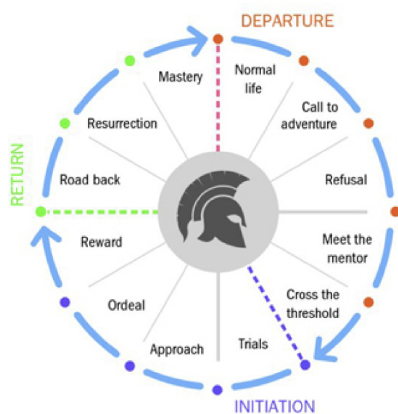 DEPARTURE
Normal
life
Call to
adventure
Refusal
Meet the
mentor
Cross the
threshold
INITIATION
Trials
Approach
Ordeal
Reward
RETURN
Road back
Resurrection
Mastery